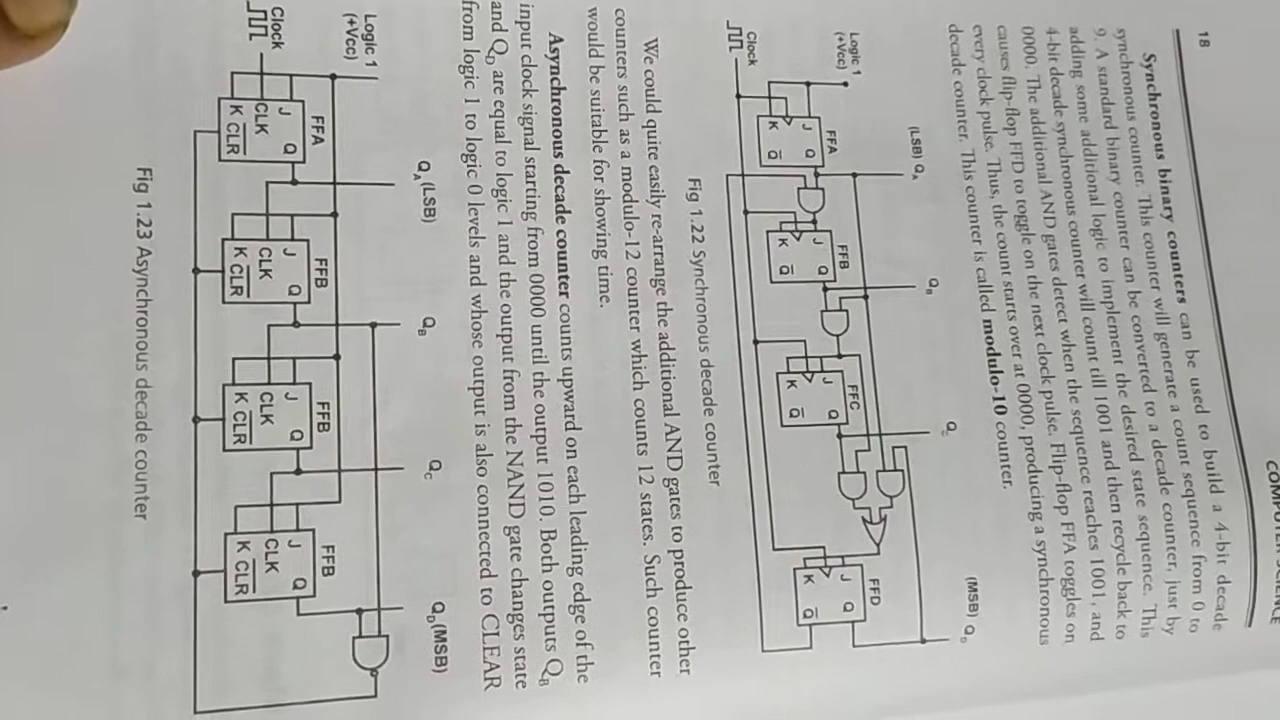 18
Synchronous binary counters can be used to build a 4-bit decade
synchronous counter. This counter will generate a count sequence from 0 to
9. A standard binary counter can be converted to a decade counter, just by
adding some additional logic to implement the desired state sequence. This
4-bit decade synchronous counter will count till 1001 and then recycle back to
0000. The additional AND gates detect when the sequence reaches 1001, and
causes flip-flop FFD to toggle on the next clock pulse. Flip-flop FFA toggles on
every clock pulse. Thus, the count starts over at 0000, producing a synchronous
decade counter. This counter is called modulo-10 counter.
(LSB) QA QB QC (MSB) QD
Logic 1
(+Vcc)
FFA FFB FFC FFD
J Q J Q J Q J Q
K Q̅ K Q̅ K Q̅ K Q̅
Clock
Fig 1.22 Synchronous decade counter
We could quite easily re-arrange the additional AND gates to produce other
counters such as a modulo-12 counter which counts 12 states. Such counter
would be suitable for showing time.
Asynchronous decade counter counts upward on each leading edge of the
input clock signal starting from 0000 until the output 1010. Both outputs QB
and QD are equal to logic 1 and the output from the NAND gate changes state
from logic 1 to logic 0 levels and whose output is also connected to CLEAR
QA (LSB) QB QC QD (MSB)
Logic 1
(+Vcc)
FFA FFB FFB FFB
J Q J Q J Q J Q
CLK CLK CLK CLK
K CLR K CLR K CLR K CLR
Clock
Fig 1.23 Asynchronous decade counter